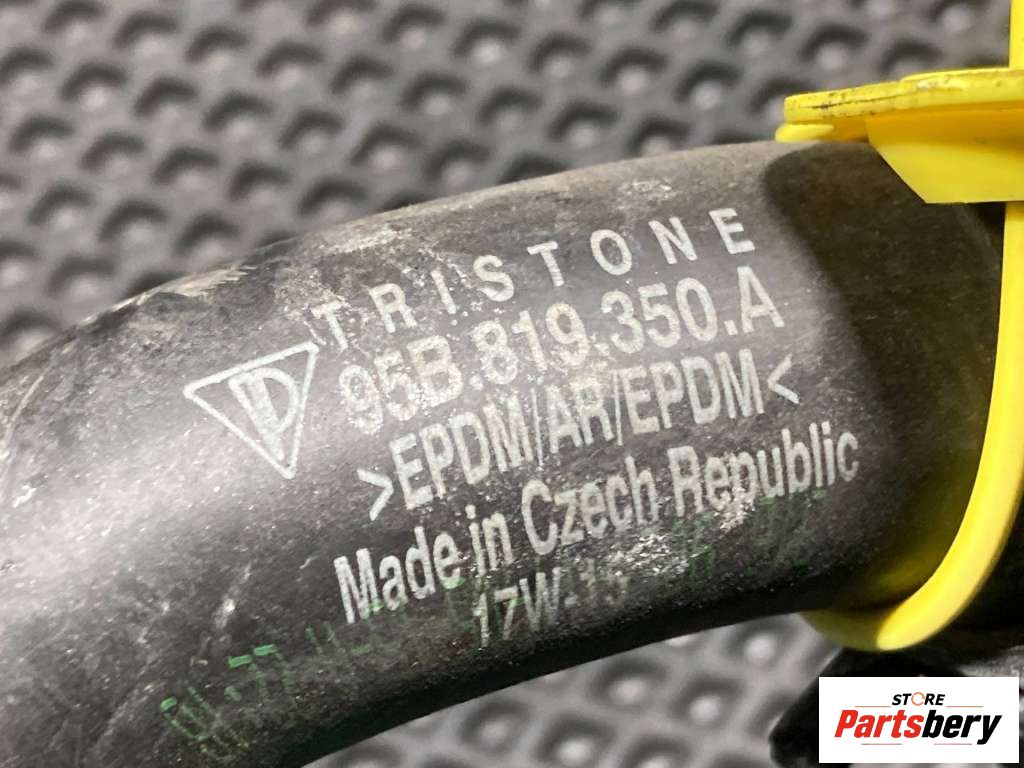 TRISTONE
95B.819.350.A
>EPDM/AR/EPDM<
Made in Czech Republic
STORE
Partsbery